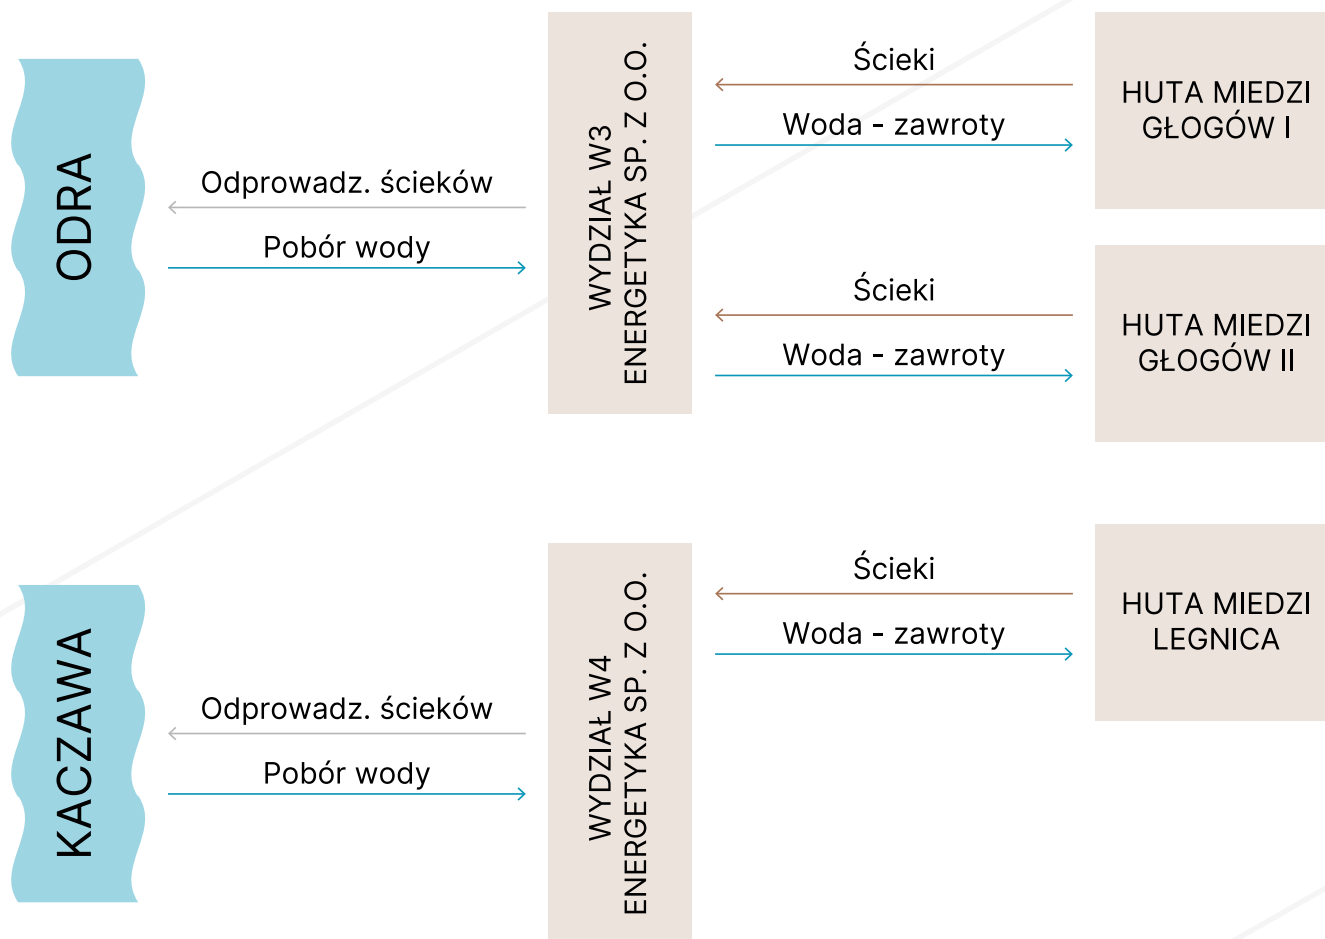 ODRA
Odprowadz. ścieków
Pobór wody
WYDZIAŁ W3
ENERGETYKA SP. Z O.O.
Ścieki
Woda - zawroty
HUTA MIEDZI
GŁOGÓW I
Ścieki
Woda - zawroty
HUTA MIEDZI
GŁOGÓW II
KACZAWA
Odprowadz. ścieków
Pobór wody
WYDZIAŁ W4
ENERGETYKA SP. Z O.O.
Ścieki
Woda - zawroty
HUTA MIEDZI
LEGNICA